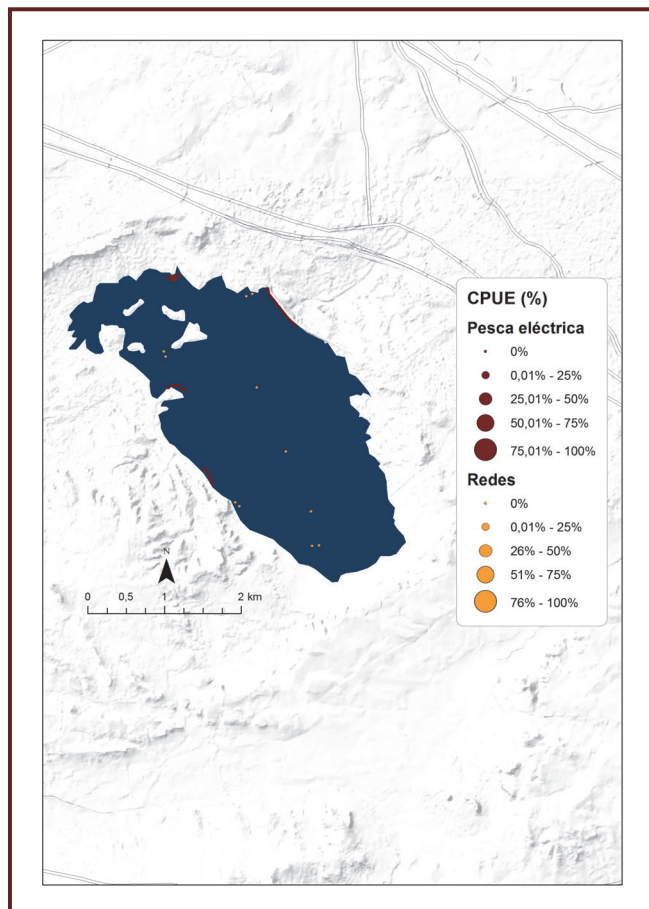 CPUE (%)
Pesca eléctrica
0%
0,01% - 25%
25,01% - 50%
50,01% - 75%
75,01% - 100%
Redes
0%
0,01% - 25%
26% - 50%
51% - 75%
76% - 100%
N
0 0,5 1 2 km